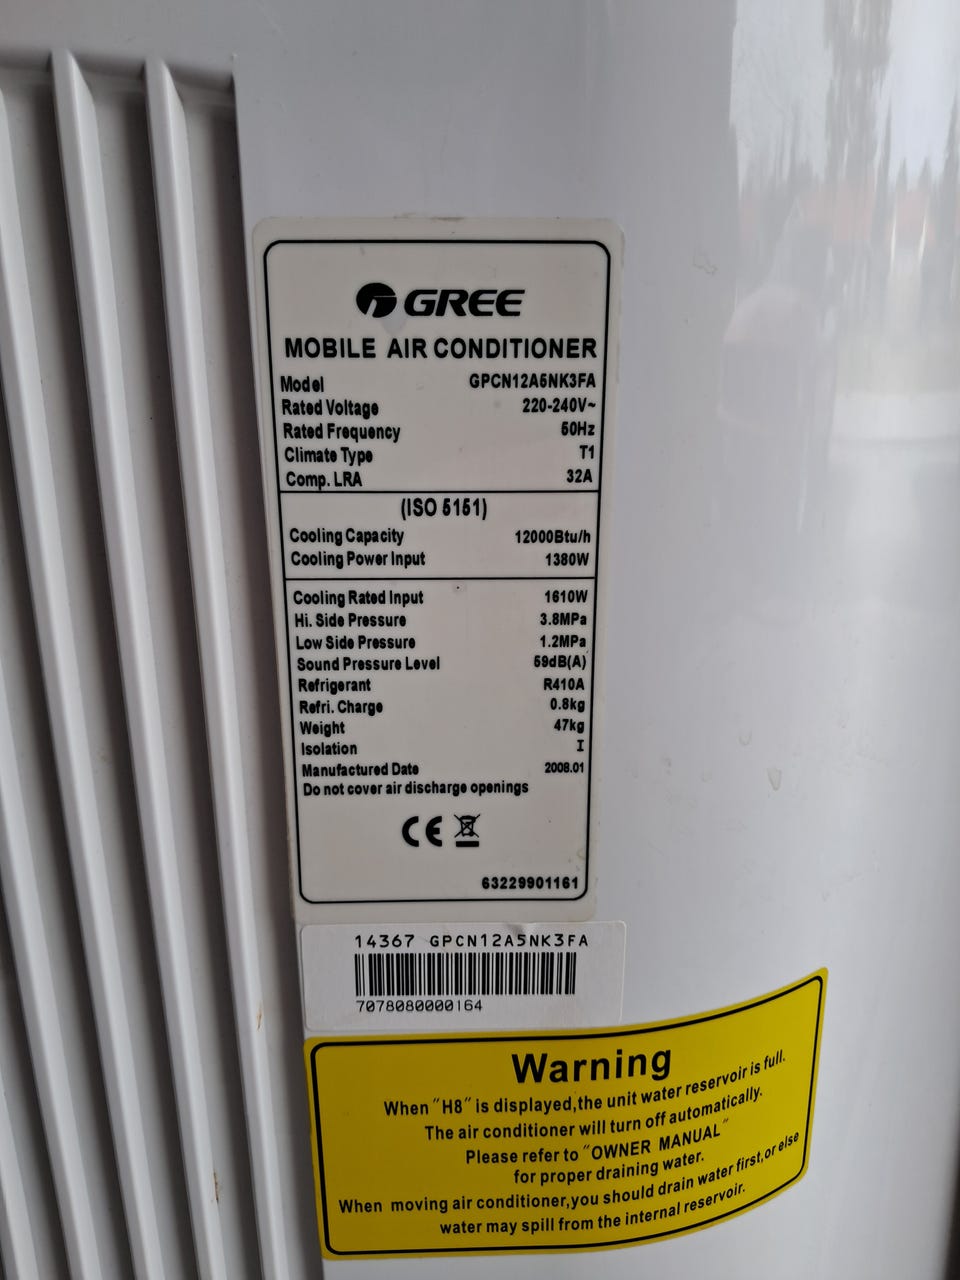 GREE
MOBILE AIR CONDITIONER
Model GPCN12A5NK3FA
Rated Voltage 220-240V~
Rated Frequency 50Hz
Climate Type T1
Comp. LRA 32A
(ISO 5151)
Cooling Capacity 12000Btu/h
Cooling Power Input 1380W
Cooling Rated Input 1610W
Hi. Side Pressure 3.8MPa
Low Side Pressure 1.2MPa
Sound Pressure Level 59dB(A)
Refrigerant R410A
Refri. Charge 0.8kg
Weight 47kg
Isolation I
Manufactured Date 2008.01
Do not cover air discharge openings
CE
63229901161
14367 GPCN12A5NK3FA
7078080000164
Warning
When "H8" is displayed,the unit water reservoir is full.
The air conditioner will turn off automatically.
Please refer to "OWNER MANUAL"
for proper draining water.
When moving air conditioner,you should drain water first,or else
water may spill from the internal reservoir.